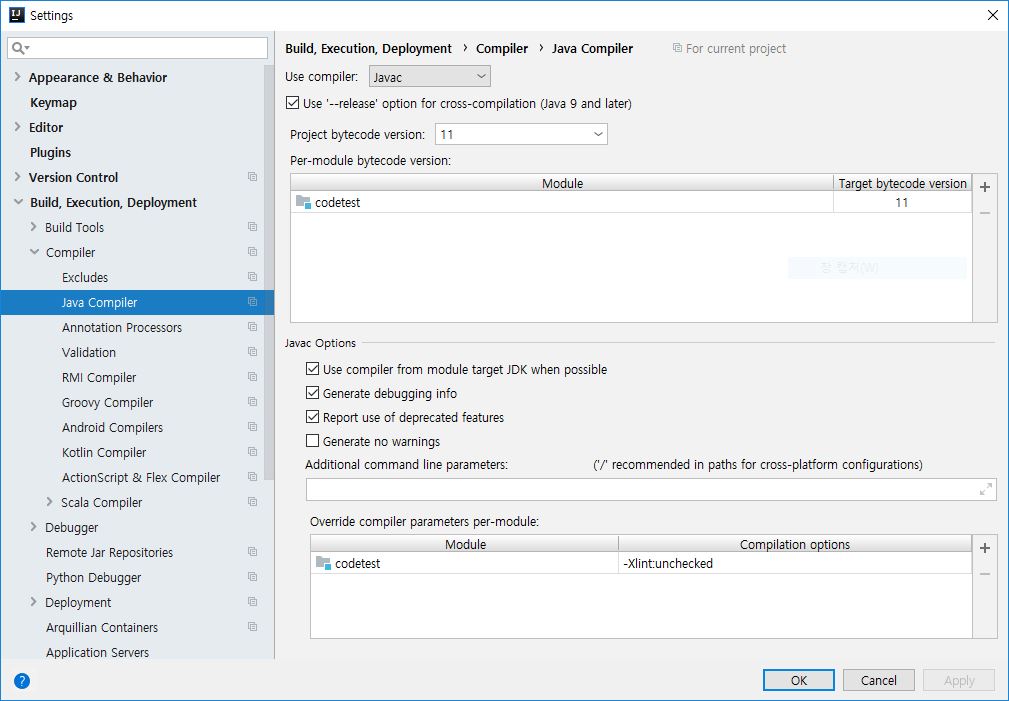 Settings
Appearance & Behavior
Keymap
Editor
Plugins
Version Control
Build, Execution, Deployment
Build Tools
Compiler
Excludes
Java Compiler
Annotation Processors
Validation
RMI Compiler
Groovy Compiler
Android Compilers
Kotlin Compiler
ActionScript & Flex Compiler
Scala Compiler
Debugger
Remote Jar Repositories
Python Debugger
Deployment
Arquillian Containers
Application Servers
Build, Execution, Deployment › Compiler › Java Compiler For current project
Use compiler: Javac
Use '--release' option for cross-compilation (Java 9 and later)
Project bytecode version: 11
Per-module bytecode version:
Module Target bytecode version
codetest 11
창 캡처(W)
Javac Options
Use compiler from module target JDK when possible
Generate debugging info
Report use of deprecated features
Generate no warnings
Additional command line parameters: ('/' recommended in paths for cross-platform configurations)
Override compiler parameters per-module:
Module Compilation options
codetest -Xlint:unchecked
? OK Cancel Apply